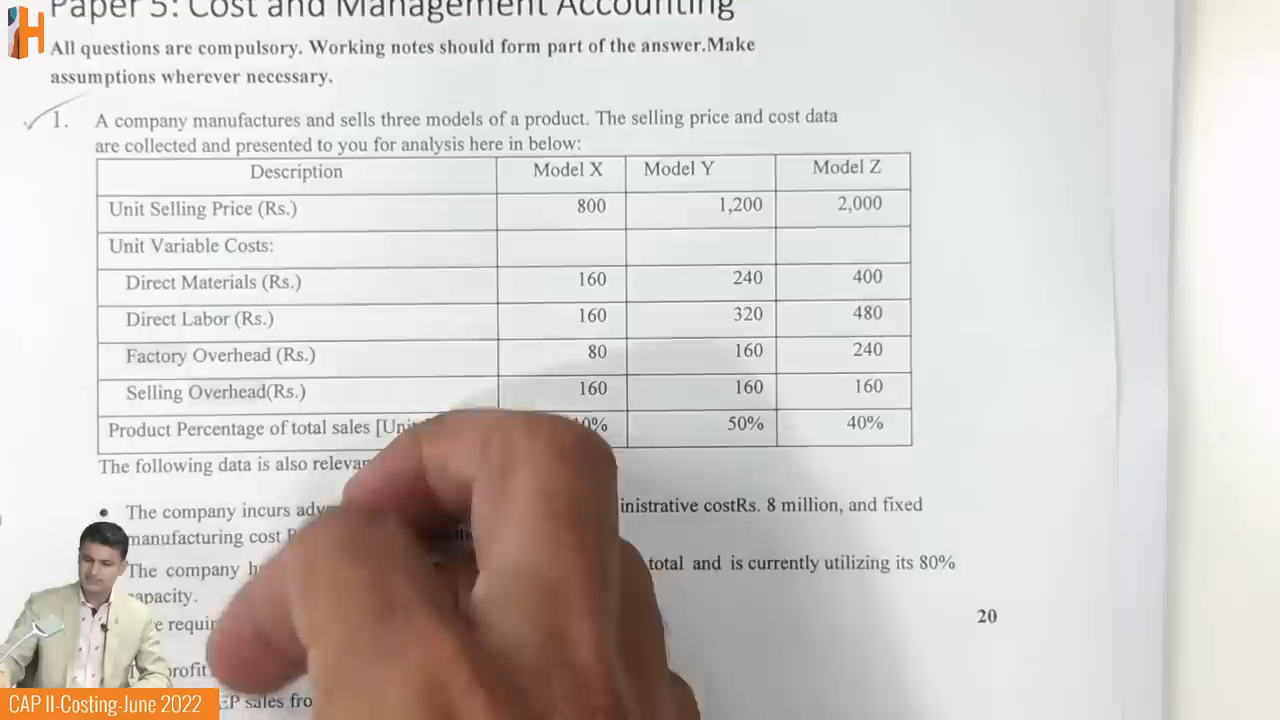 Paper 5: Cost and Management Accounting
H
All questions are compulsory. Working notes should form part of the answer.Make
assumptions wherever necessary.
1. A company manufactures and sells three models of a product. The selling price and cost data
are collected and presented to you for analysis here in below:
Description Model X Model Y Model Z
Unit Selling Price (Rs.) 800 1,200 2,000
Unit Variable Costs:
Direct Materials (Rs.) 160 240 400
Direct Labor (Rs.) 160 320 480
Factory Overhead (Rs.) 80 160 240
Selling Overhead(Rs.) 160 160 160
Product Percentage of total sales 50% 40%
The following data is also
• The company incurs costRs. 8 million, and fixed
manufacturing cost
The company total and is currently utilizing its 80%
20
profit
sales
CAP II-Costing-June 2022